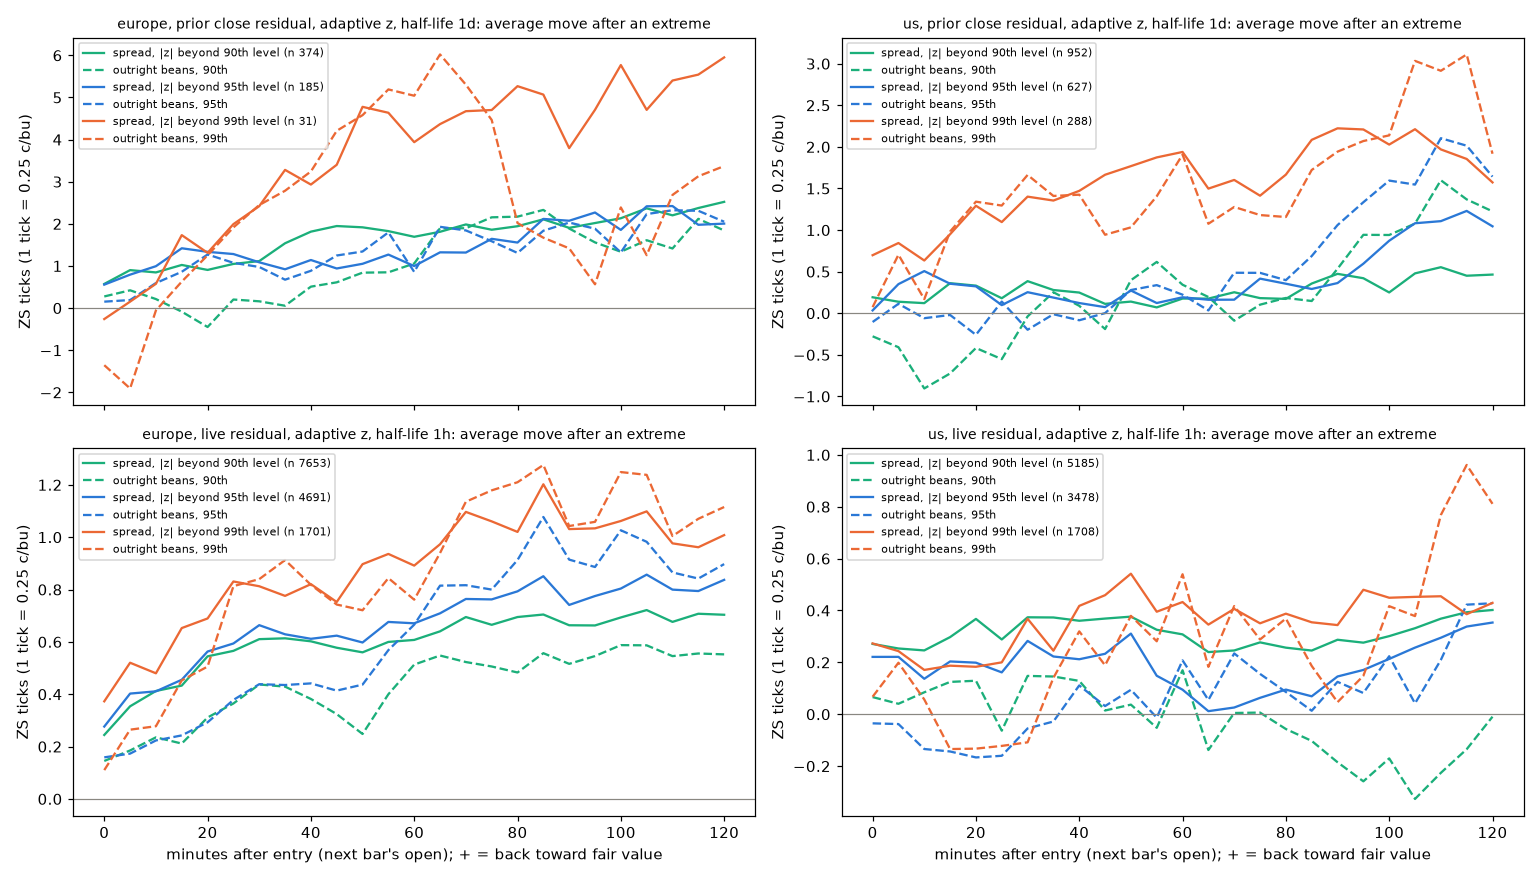 europe, prior close residual, adaptive z, half-life 1d: average move after an extreme
ZS ticks (1 tick = 0.25 c/bu)
6
5
4
3
2
1
0
−1
−2
spread, |z| beyond 90th level (n 374)
outright beans, 90th
spread, |z| beyond 95th level (n 185)
outright beans, 95th
spread, |z| beyond 99th level (n 31)
outright beans, 99th
us, prior close residual, adaptive z, half-life 1d: average move after an extreme
ZS ticks (1 tick = 0.25 c/bu)
3.0
2.5
2.0
1.5
1.0
0.5
0.0
−0.5
−1.0
spread, |z| beyond 90th level (n 952)
outright beans, 90th
spread, |z| beyond 95th level (n 627)
outright beans, 95th
spread, |z| beyond 99th level (n 288)
outright beans, 99th
europe, live residual, adaptive z, half-life 1h: average move after an extreme
ZS ticks (1 tick = 0.25 c/bu)
1.2
1.0
0.8
0.6
0.4
0.2
0.0
spread, |z| beyond 90th level (n 7653)
outright beans, 90th
spread, |z| beyond 95th level (n 4691)
outright beans, 95th
spread, |z| beyond 99th level (n 1701)
outright beans, 99th
0 20 40 60 80 100 120
minutes after entry (next bar's open); + = back toward fair value
us, live residual, adaptive z, half-life 1h: average move after an extreme
ZS ticks (1 tick = 0.25 c/bu)
1.0
0.8
0.6
0.4
0.2
0.0
−0.2
spread, |z| beyond 90th level (n 5185)
outright beans, 90th
spread, |z| beyond 95th level (n 3478)
outright beans, 95th
spread, |z| beyond 99th level (n 1708)
outright beans, 99th
0 20 40 60 80 100 120
minutes after entry (next bar's open); + = back toward fair value